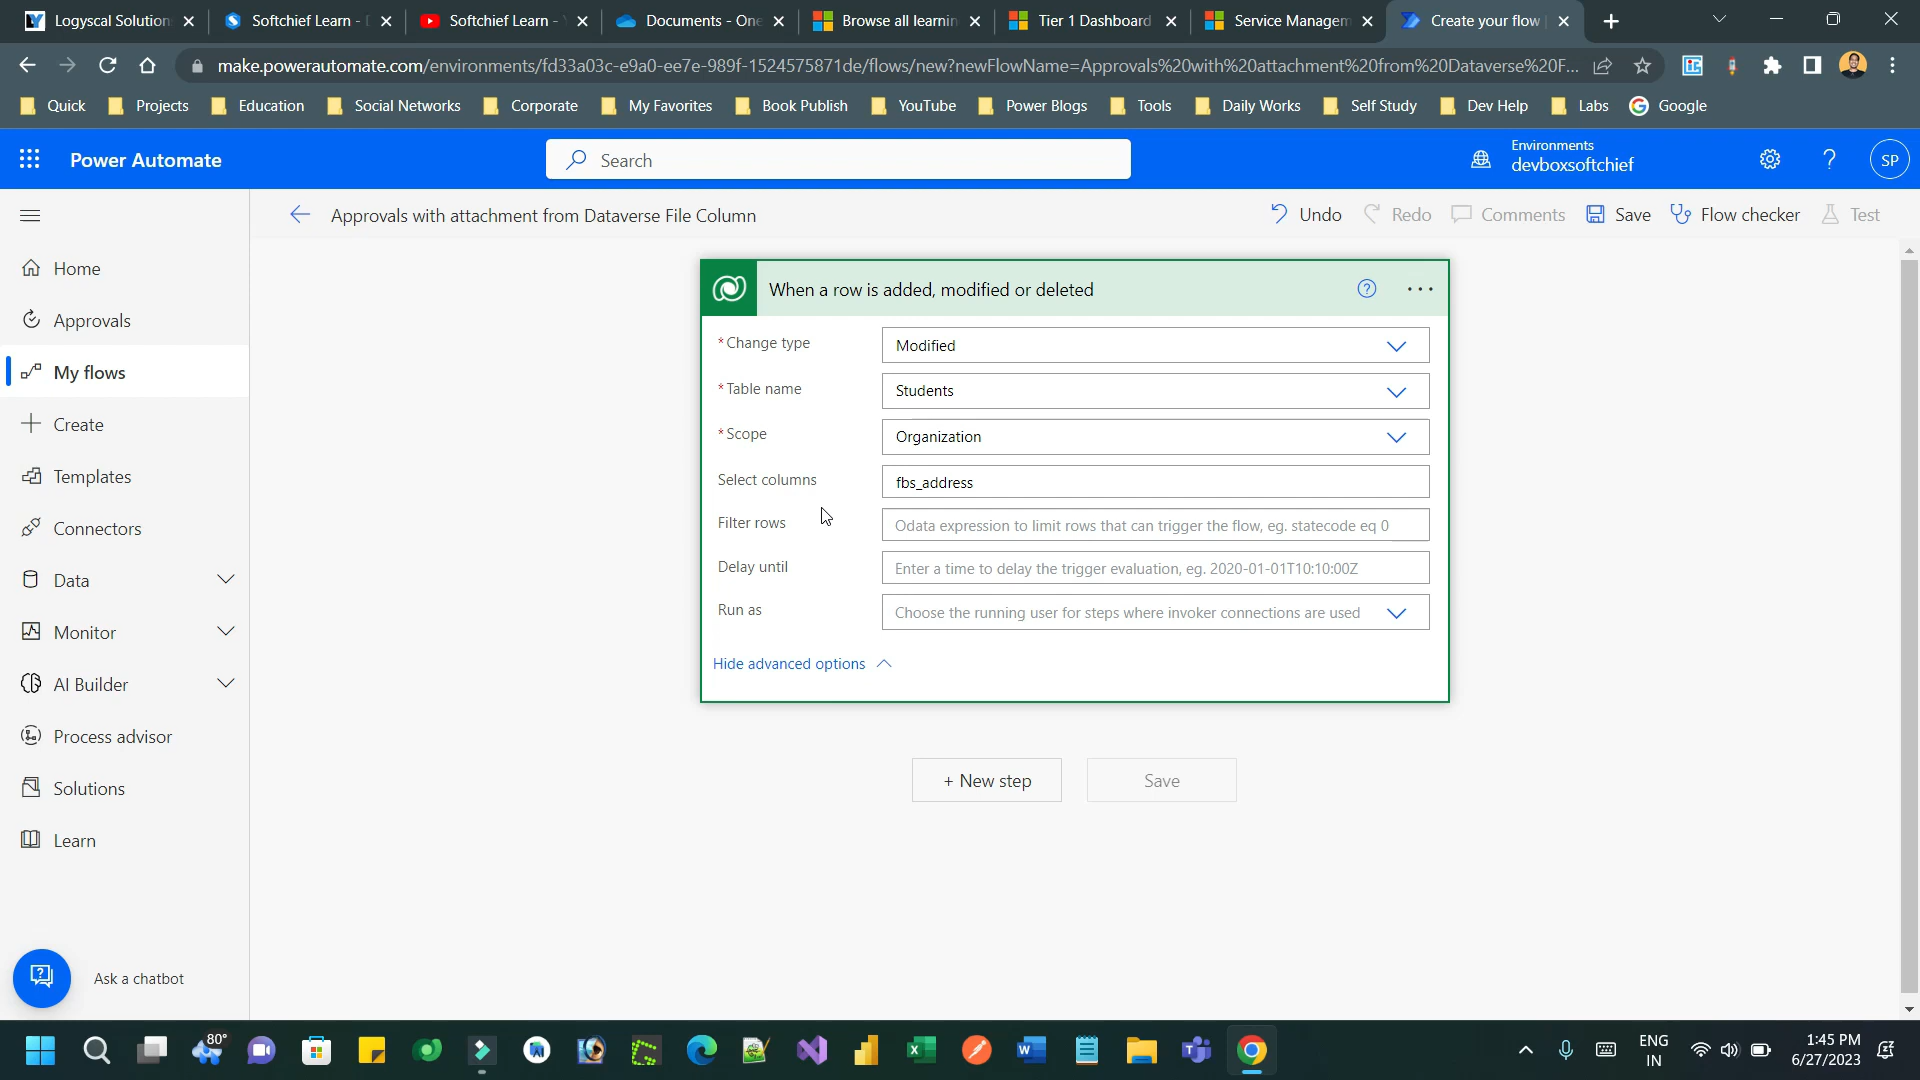 Logyscal Solution
Softchief Learn - D
Softchief Learn - Y
Documents - One
Browse all learnin
Tier 1 Dashboard
Service Managem
Create your flow
make.powerautomate.com/environments/fd33a03c-e9a0-ee7e-989f-1524575871de/flows/new?newFlowName=Approvals%20with%20attachment%20from%20Dataverse%20F...
Quick
Projects
Education
Social Networks
Corporate
My Favorites
Book Publish
YouTube
Power Blogs
Tools
Daily Works
Self Study
Dev Help
Labs
Google
Power Automate
Search
Environments
devboxsoftchief
SP
Approvals with attachment from Dataverse File Column
Undo
Redo
Comments
Save
Flow checker
Test
Home
Approvals
My flows
Create
Templates
Connectors
Data
Monitor
AI Builder
Process advisor
Solutions
Learn
Ask a chatbot
When a row is added, modified or deleted
* Change type
Modified
* Table name
Students
* Scope
Organization
Select columns
fbs_address
Filter rows
Odata expression to limit rows that can trigger the flow, eg. statecode eq 0
Delay until
Enter a time to delay the trigger evaluation, eg. 2020-01-01T10:10:00Z
Run as
Choose the running user for steps where invoker connections are used
Hide advanced options
+ New step
Save
80°
ENG
IN
1:45 PM
6/27/2023